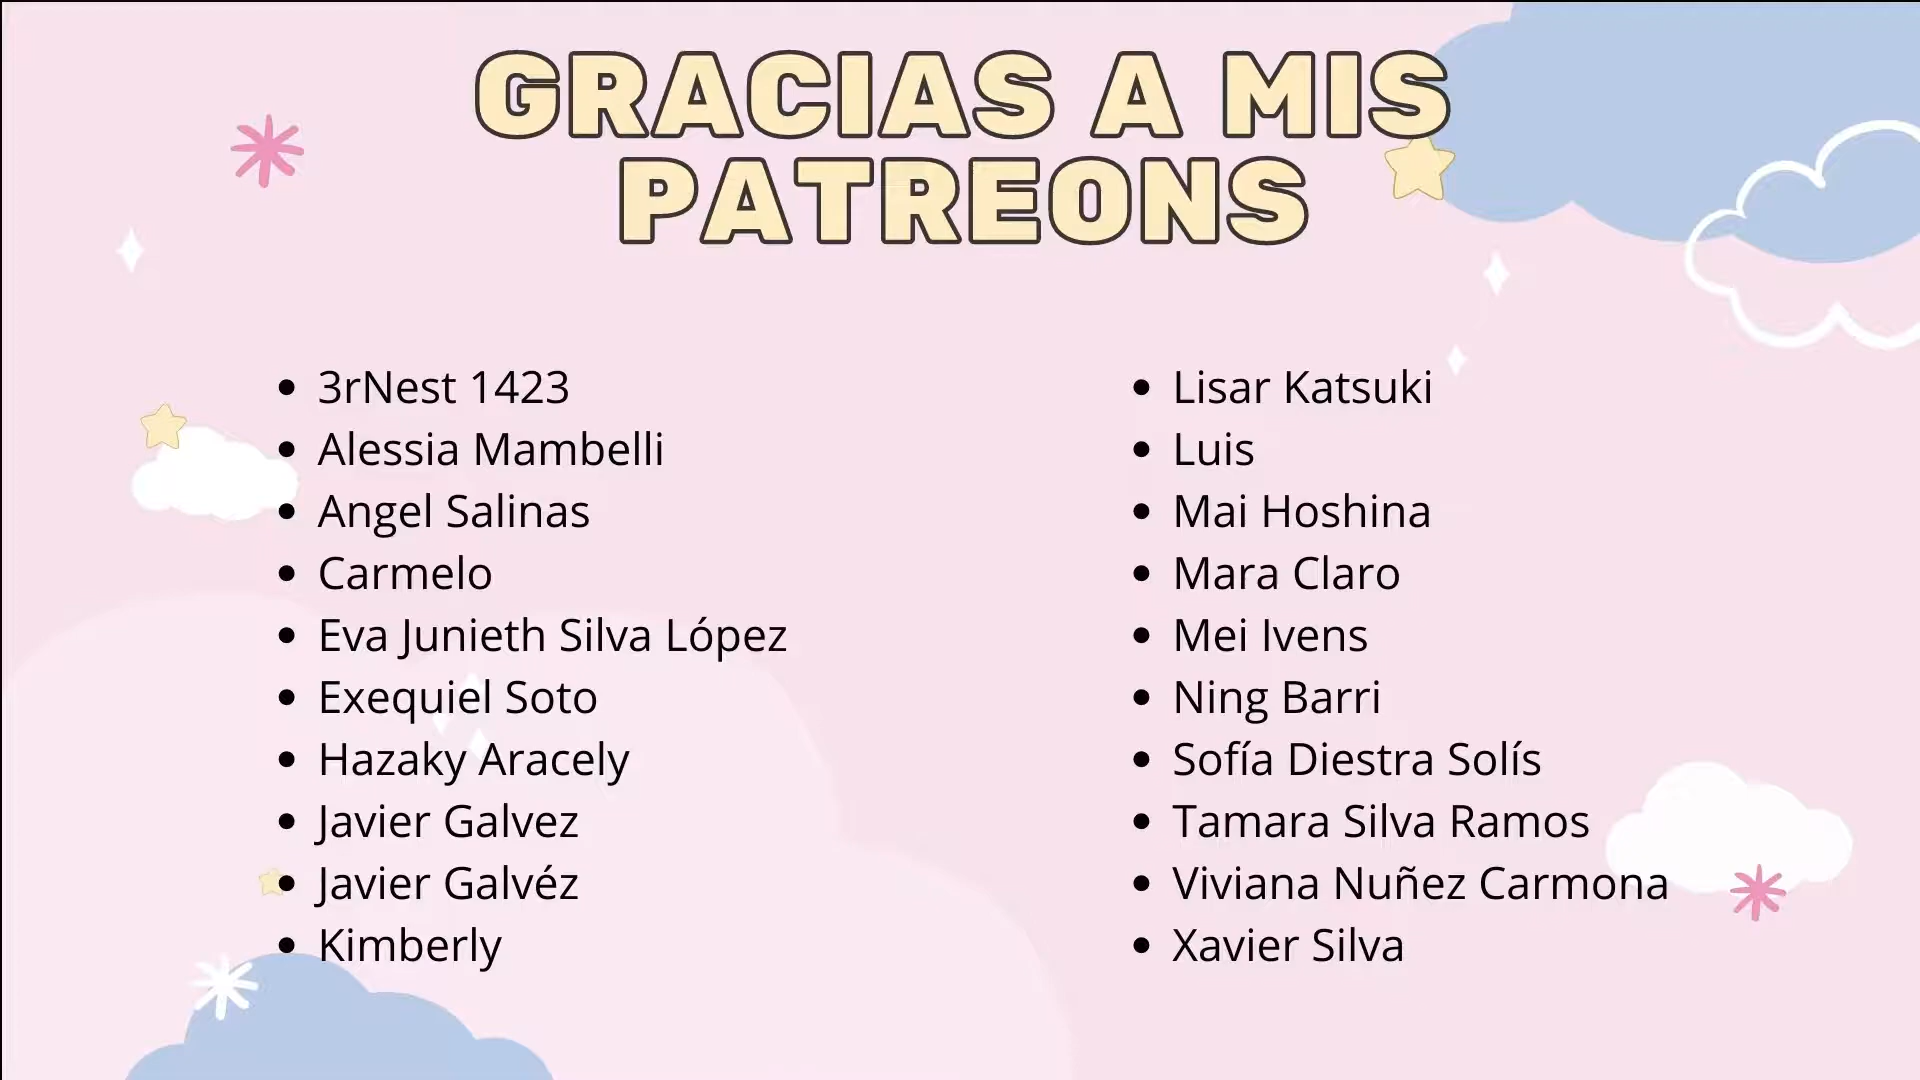 GRACIAS A MIS
PATREONS
3rNest 1423
Alessia Mambelli
Angel Salinas
Carmelo
Eva Junieth Silva López
Exequiel Soto
Hazaky Aracely
Javier Galvez
Javier Galvéz
Kimberly
Lisar Katsuki
Luis
Mai Hoshina
Mara Claro
Mei Ivens
Ning Barri
Sofía Diestra Solís
Tamara Silva Ramos
Viviana Nuñez Carmona
Xavier Silva